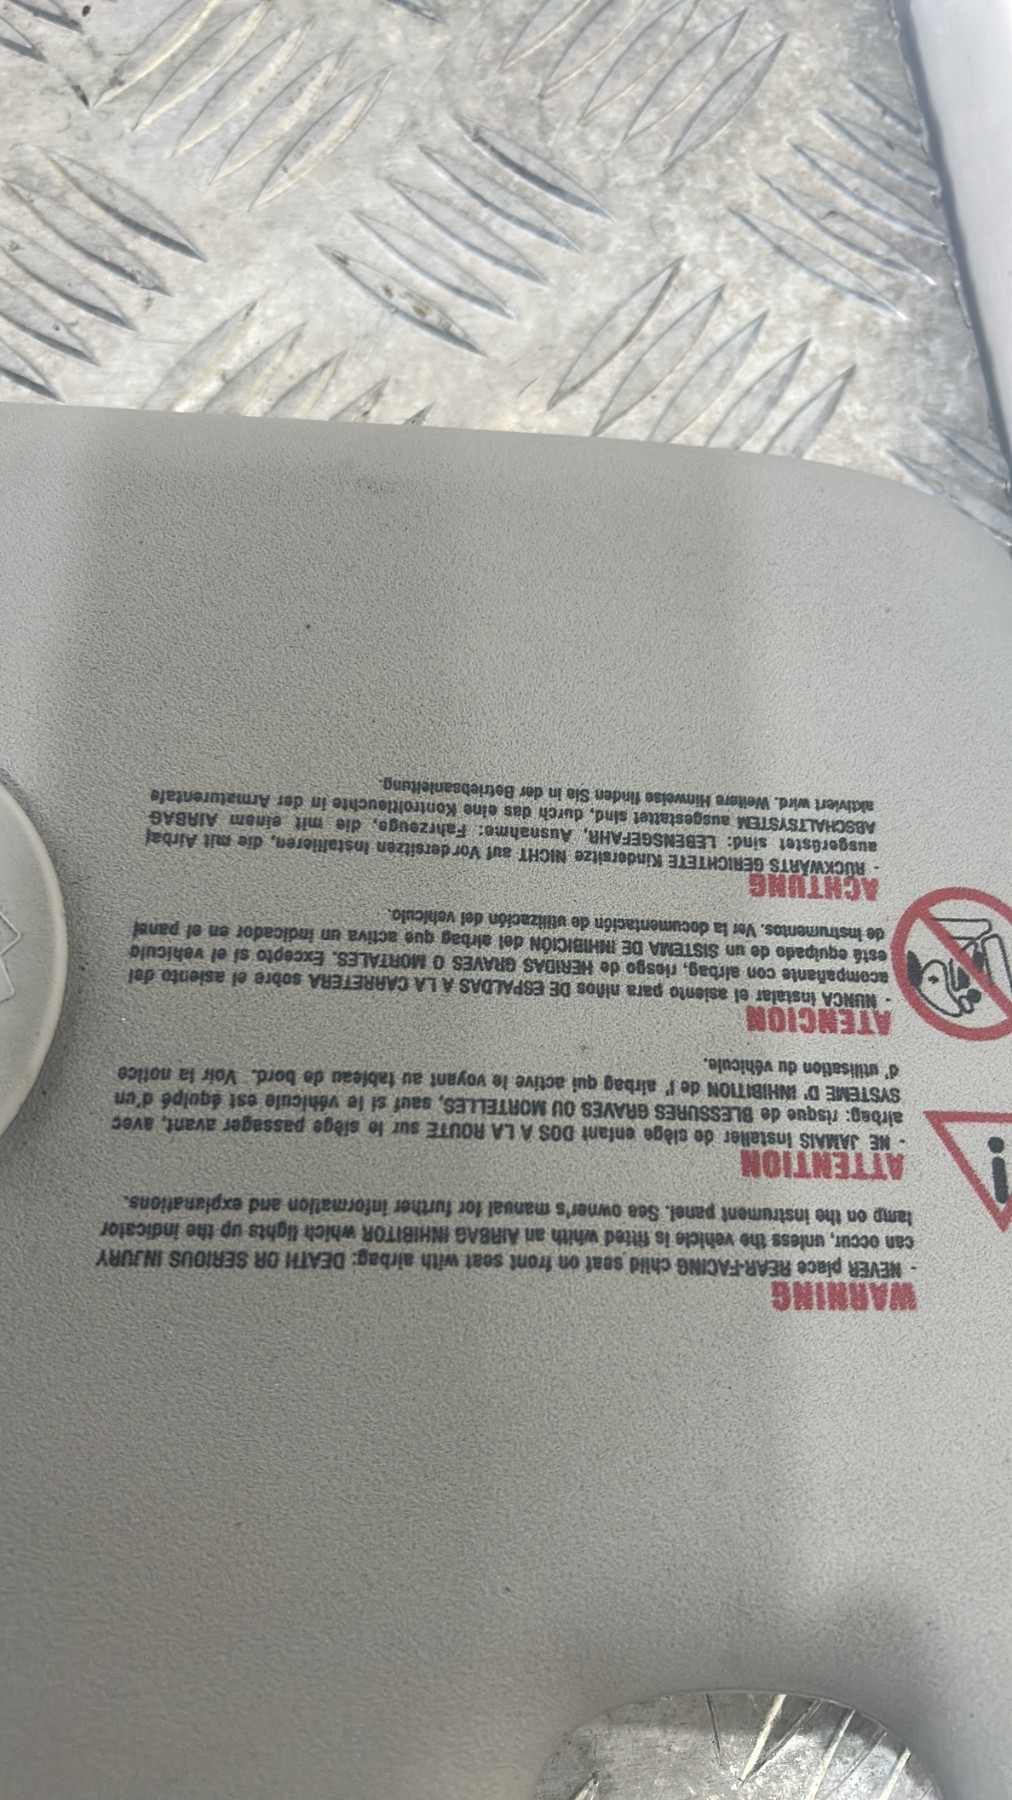 WARNING
- NEVER place REAR-FACING child seat on front seat with airbag: DEATH OR SERIOUS INJURY
can occur, unless the vehicle is fitted whith an AIRBAG INHIBITOR which lights up the indicator
lamp on the instrument panel. See owner's manual for further information and explanations.
ATTENTION
- NE JAMAIS installer de siège enfant DOS A LA ROUTE sur le siège passager avant, avec
airbag: risque de BLESSURES GRAVES OU MORTELLES, sauf si le véhicule est équipé d'un
SYSTEME D' INHIBITION de l' airbag qui active le voyant au tableau de bord. Voir la notice
d' utilisation du véhicule.
ATENCION
- NUNCA instalar el asiento para niños DE ESPALDAS A LA CARRETERA sobre el asiento del
acompañante con airbag, riesgo de HERIDAS GRAVES O MORTALES. Excepto si el vehículo
está equipado de un SISTEMA DE INHIBICIÓN del airbag que activa un indicador en el panel
de instrumentos. Ver la documentación de utilización del vehículo.
ACHTUNG
- RÜCKWÄRTS GERICHTETE Kindersitze NICHT auf Vordersitzen installieren, die mit Airbag
ausgerüstet sind: LEBENSGEFAHR, Ausnahme: Fahrzeuge, die mit einem AIRBAG
ABSCHALTSYSTEM ausgestattet sind, durch das eine Kontrolleuchte in der Armaturentafe
aktiviert wird. Weitere Hinweise finden Sie in der Betriebsanleitung.